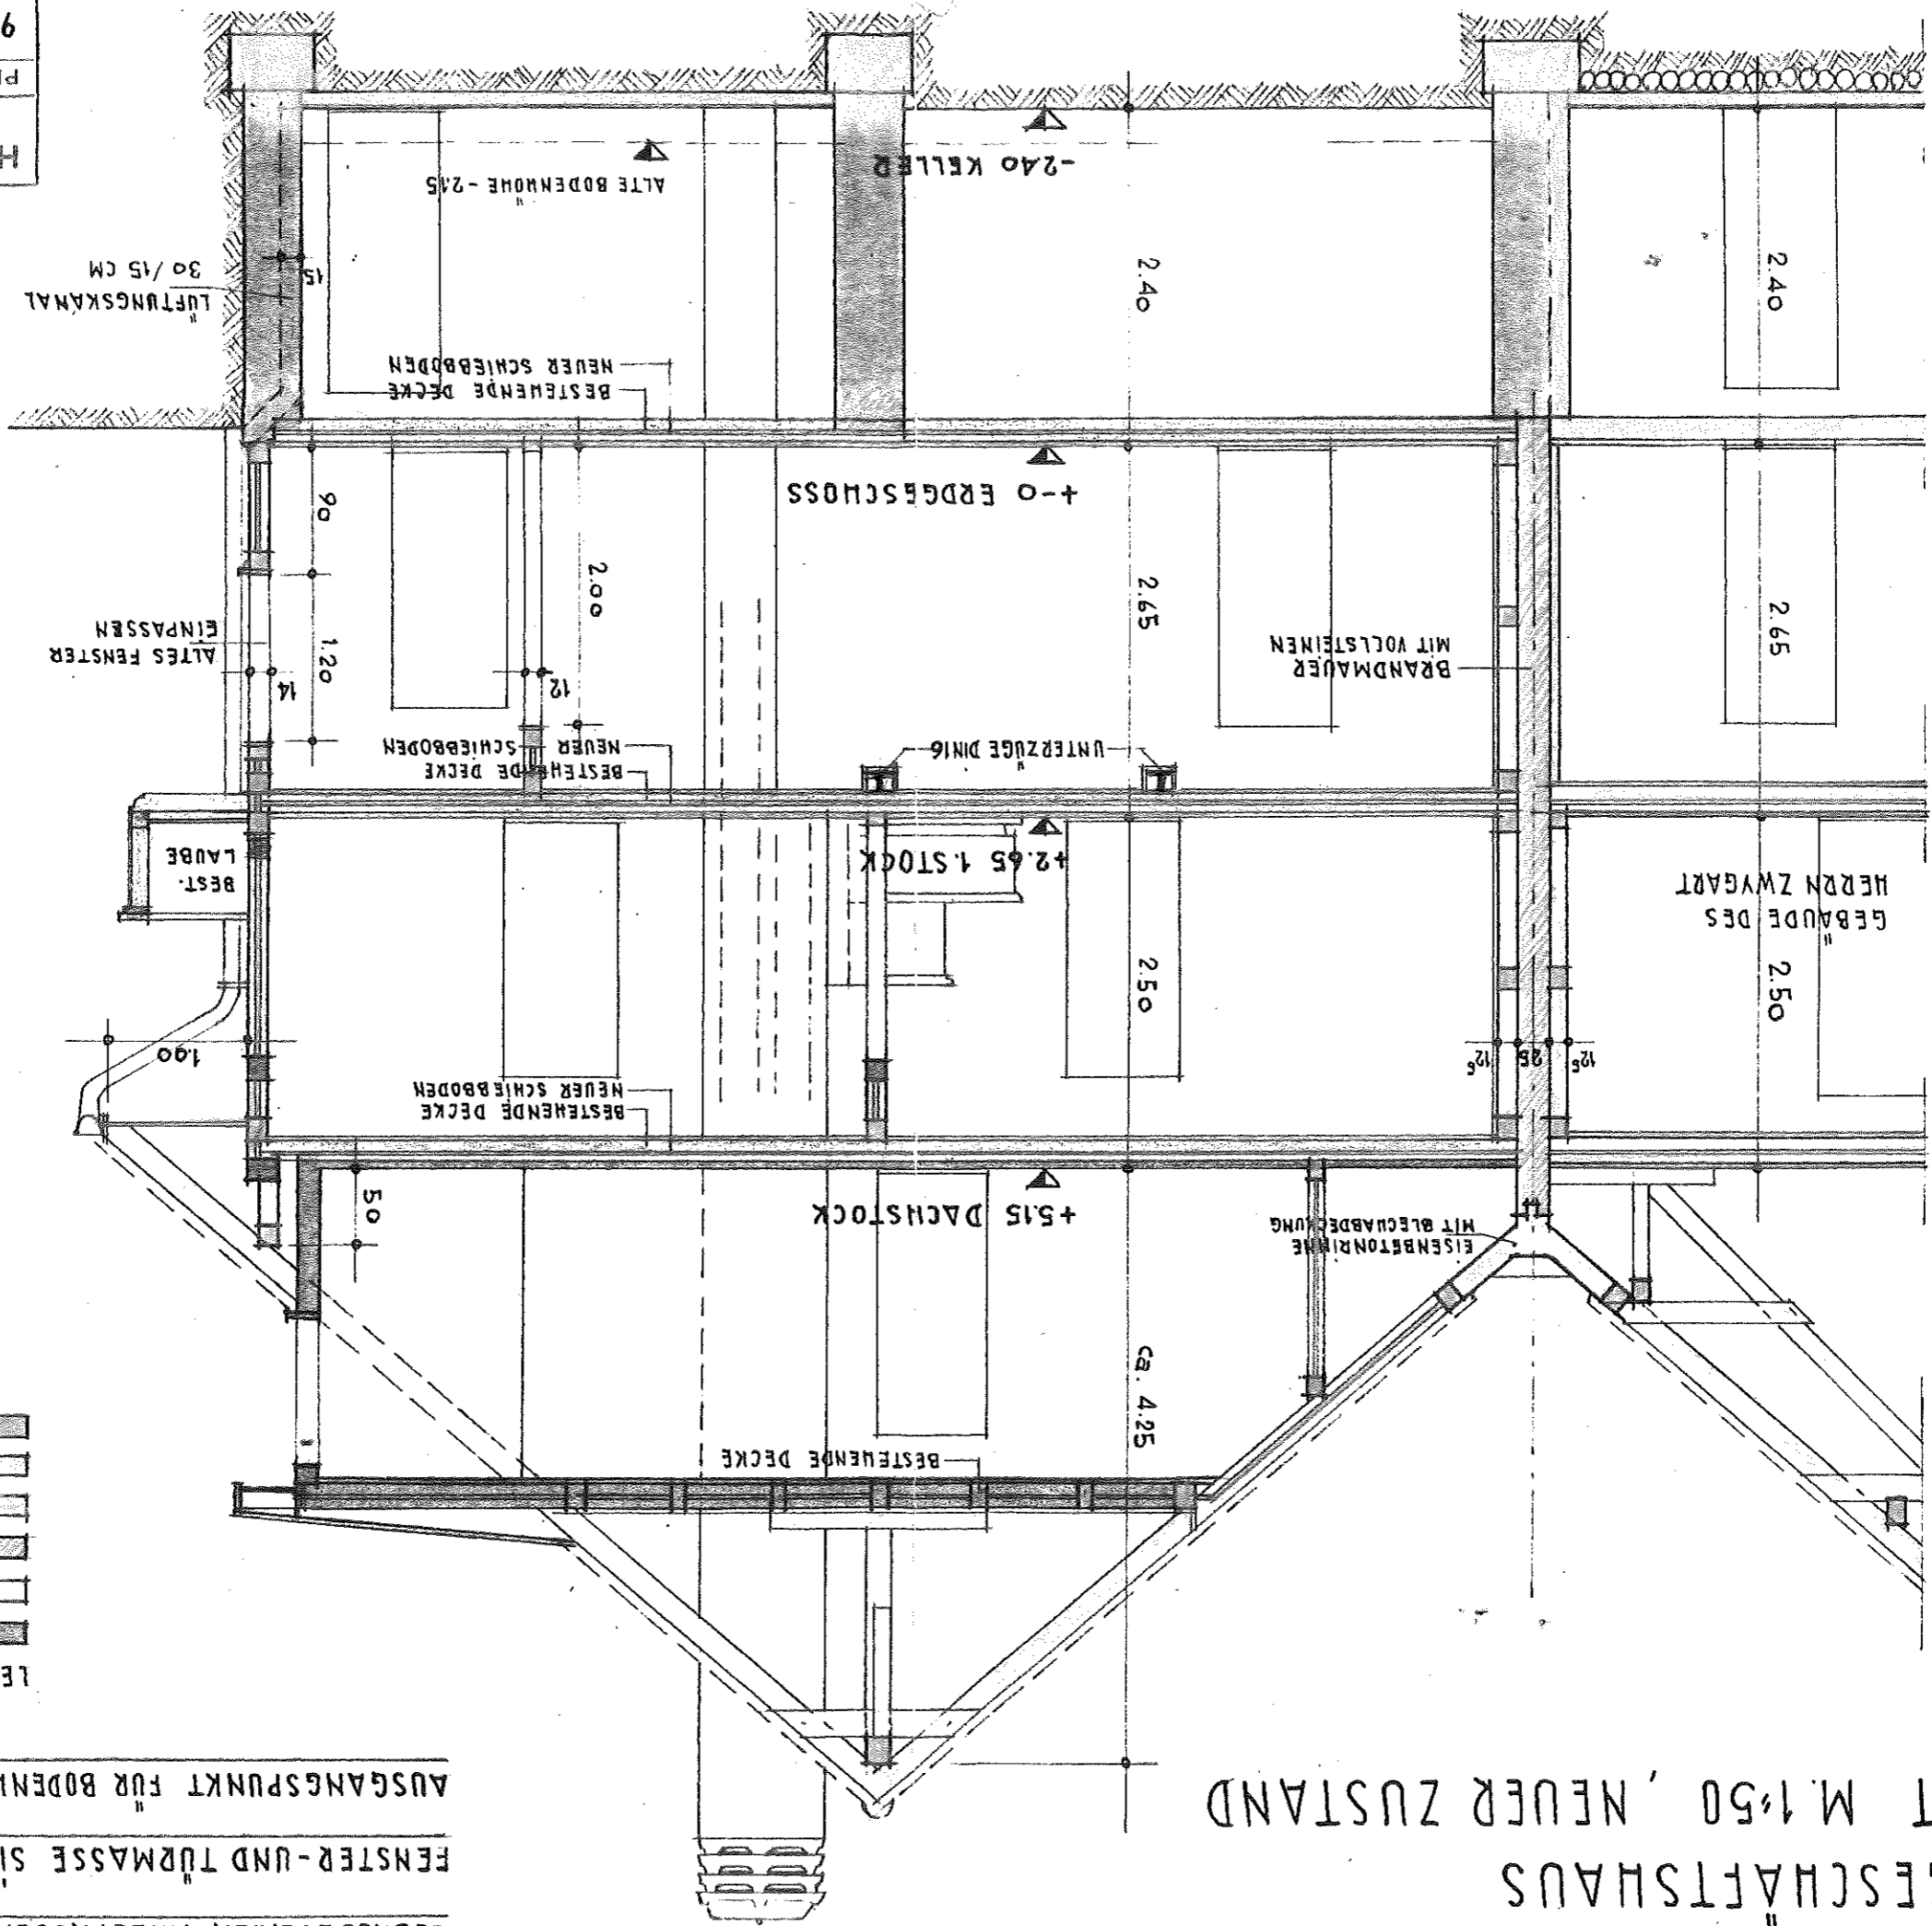 ESCHÄFTSHAUS
T M. 1:50 , NEUER ZUSTAND
FENSTER-UND TÜRMASSE
AUSGANGSPUNKT FÜR BODEN
LE
BESTEHENDE DECKE
ca. 4.25
EISENBETONRINNE
MIT BLECHABDECKUNG
+5.15 DACHSTOCK
50
BESTEHENDE DECKE
NEUER SCHIEBBODEN
12⁵
25
12⁵
1.00
2.50
2.50
GEBÄUDE DES
HERRN ZWYGART
+2.65 1.STOCK
BEST.
LAUBE
UNTERZÜGE DIN16
BESTEHENDE DECKE
NEUER SCHIEBBODEN
BRANDMAUER
MIT VOLLSTEINEN
12
14
ALTES FENSTER
EINPASSEN
2.65
2.65
2.00
1.20
90
+-0 ERDGESCHOSS
BESTEHENDE DECKE
NEUER SCHIEBBODEN
2.40
2.40
15
LÜFTUNGSKANAL
30/15 CM
ALTE BODENHÖHE -2.15
-2.40 KELLER
H
9